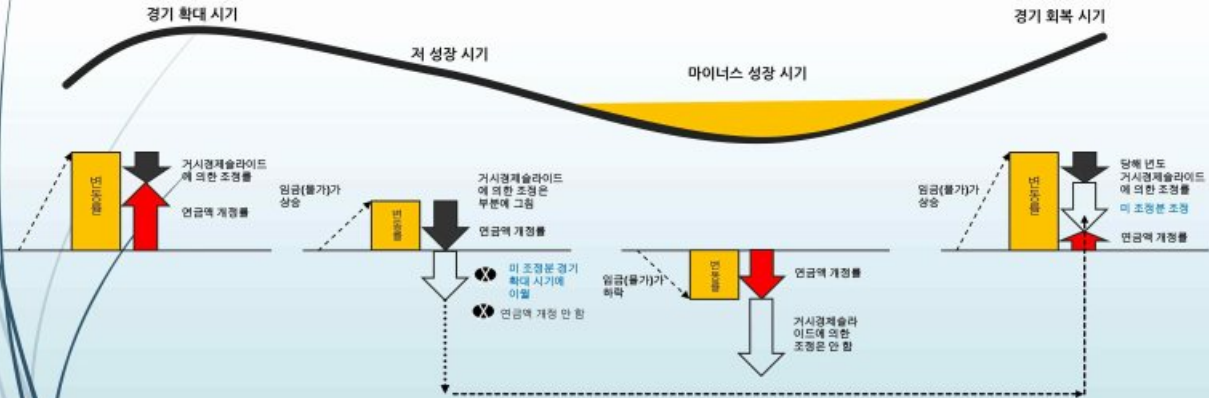 경기 확대 시기
저 성장 시기
마이너스 성장 시기
경기 회복 시기
변동률
거시경제슬라이드
에 의한 조정률
연금액 개정률
임금(물가)가
상승
변동률
거시경제슬라이드
에 의한 조정은
부분에 그침
연금액 개정률
X
미 조정분 경기
확대 시기에
이월
X
연금액 개정 안 함
임금(물가)가
하락
변동률
연금액 개정률
거시경제슬라
이드에 의한
조정은 안 함
임금(물가)가
상승
변동률
당해 년도
거시경제슬라이드
에 의한 조정률
미 조정분 조정
연금액 개정률